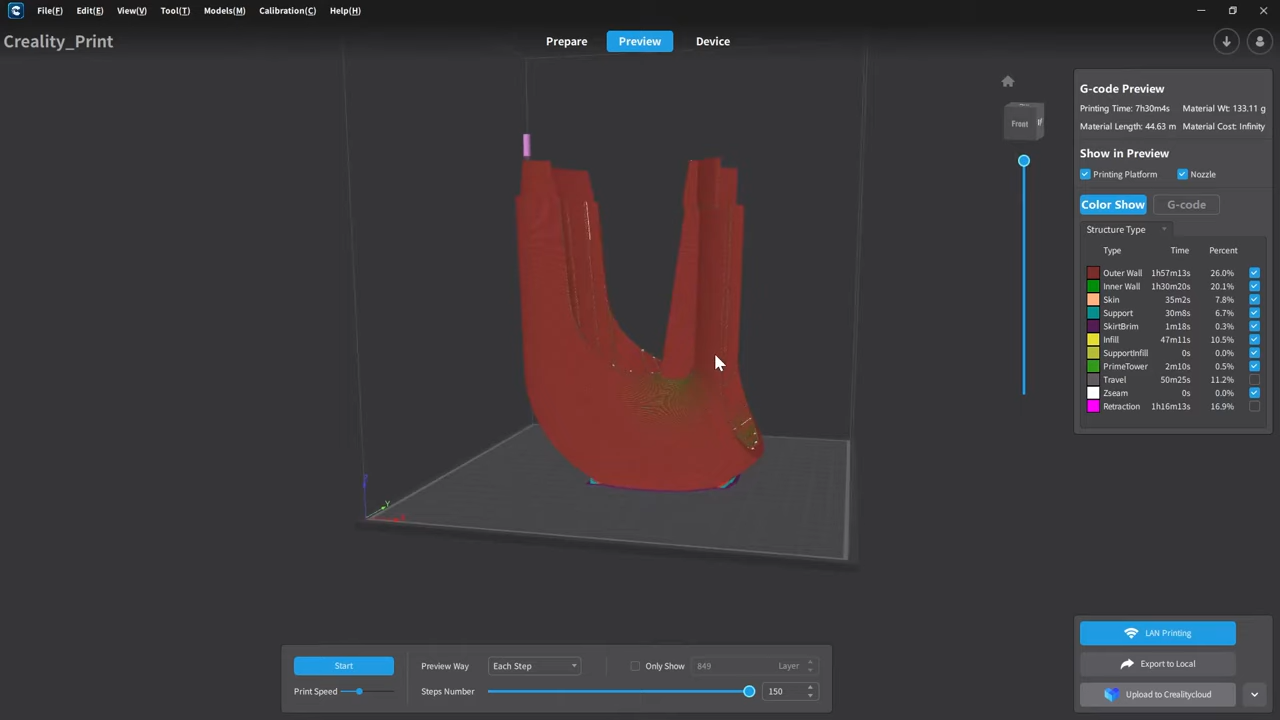 File(F) Edit(E) View(V) Tool(T) Models(M) Calibration(C) Help(H)
Creality_Print
Prepare Preview Device
G-code Preview
Printing Time: 7h30m4s Material Wt: 133.11 g
Material Length: 44.63 m Material Cost: Infinity
Front
Show in Preview
Printing Platform Nozzle
Color Show G-code
Structure Type
Type Time Percent
Outer Wall 1h57m13s 26.0%
Inner Wall 1h30m20s 20.1%
Skin 35m2s 7.8%
Support 30m8s 6.7%
SkirtBrim 1m18s 0.3%
Infill 47m11s 10.5%
SupportInfill 0s 0.0%
PrimeTower 2m10s 0.5%
Travel 50m25s 11.2%
Zseam 0s 0.0%
Retraction 1h16m13s 16.9%
Z
Y
X
LAN Printing
Export to Local
Upload to Crealitycloud
Start Preview Way Each Step Only Show 849 Layer
Print Speed Steps Number 150